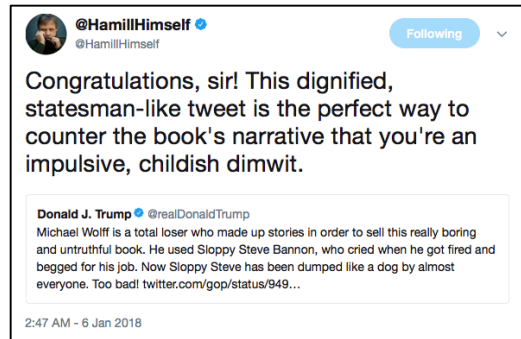 @HamillHimself
@HamillHimself
Following
Congratulations, sir! This dignified,
statesman-like tweet is the perfect way to
counter the book's narrative that you're an
impulsive, childish dimwit.
Donald J. Trump @realDonaldTrump
Michael Wolff is a total loser who made up stories in order to sell this really boring
and untruthful book. He used Sloppy Steve Bannon, who cried when he got fired and
begged for his job. Now Sloppy Steve has been dumped like a dog by almost
everyone. Too bad! twitter.com/gop/status/949...
2:47 AM - 6 Jan 2018